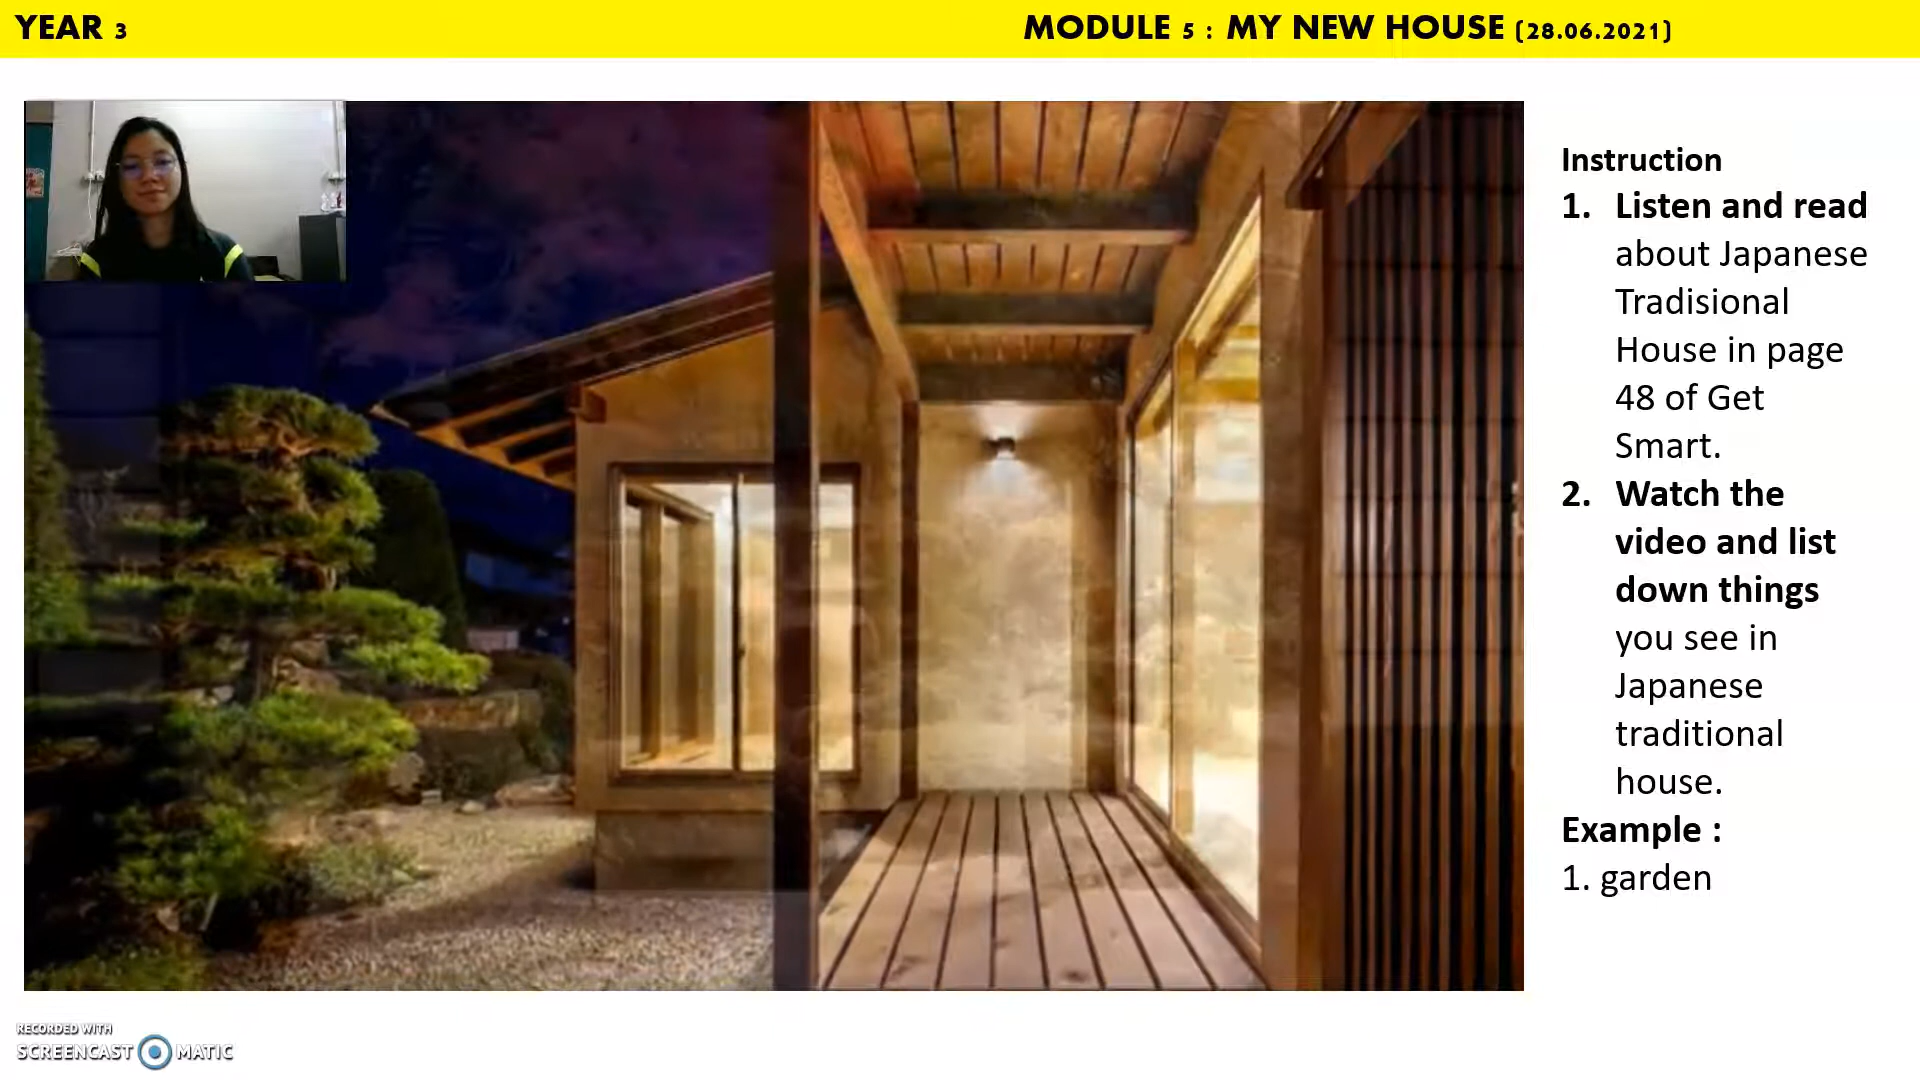 YEAR 3
MODULE 5 : MY NEW HOUSE (28.06.2021)
Instruction
1. Listen and read
about Japanese
Tradisional
House in page
48 of Get
Smart.
2. Watch the
video and list
down things
you see in
Japanese
traditional
house.
Example :
1. garden
RECORDED WITH
SCREENCAST MATIC